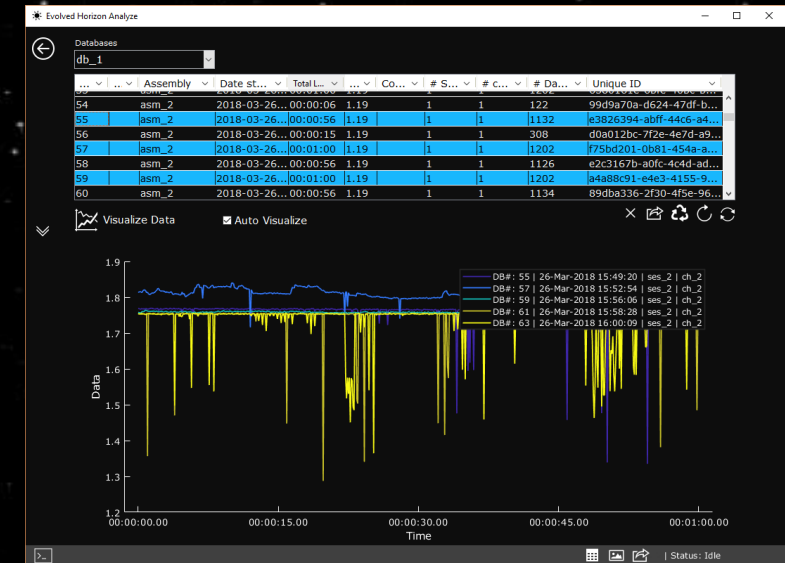 Evolved Horizon Analyze
Databases
db_1
... ... Assembly Date st... Total L... ... Co... # S... # c... # Da... Unique ID
54 asm_2 2018-03-26... 00:00:06 1.19 1 1 122 99d9a70a-d624-47df-b...
55 asm_2 2018-03-26... 00:00:56 1.19 1 1 1132 e3826394-abff-44c6-a4...
56 asm_2 2018-03-26... 00:00:15 1.19 1 1 308 d0a012bc-7f2e-4e7d-a9...
57 asm_2 2018-03-26... 00:01:00 1.19 1 1 1202 f75bd201-0b81-454a-a...
58 asm_2 2018-03-26... 00:00:56 1.19 1 1 1126 e2c3167b-a0fc-4c4d-ad...
59 asm_2 2018-03-26... 00:01:00 1.19 1 1 1202 a4a88c91-e4e3-4155-9...
60 asm_2 2018-03-26... 00:00:56 1.19 1 1 1134 89dba336-2f30-4f5e-96...
Visualize Data Auto Visualize
1.9
DB#: 55 | 26-Mar-2018 15:49:20 | ses_2 | ch_2
DB#: 57 | 26-Mar-2018 15:52:54 | ses_2 | ch_2
1.8
DB#: 59 | 26-Mar-2018 15:56:06 | ses_2 | ch_2
DB#: 61 | 26-Mar-2018 15:58:28 | ses_2 | ch_2
DB#: 63 | 26-Mar-2018 16:00:09 | ses_2 | ch_2
1.7
1.6
Data
1.5
1.4
1.3
1.2
00:00:00.00 00:00:15.00 00:00:30.00 00:00:45.00 00:01:00.00
Time
| Status: Idle